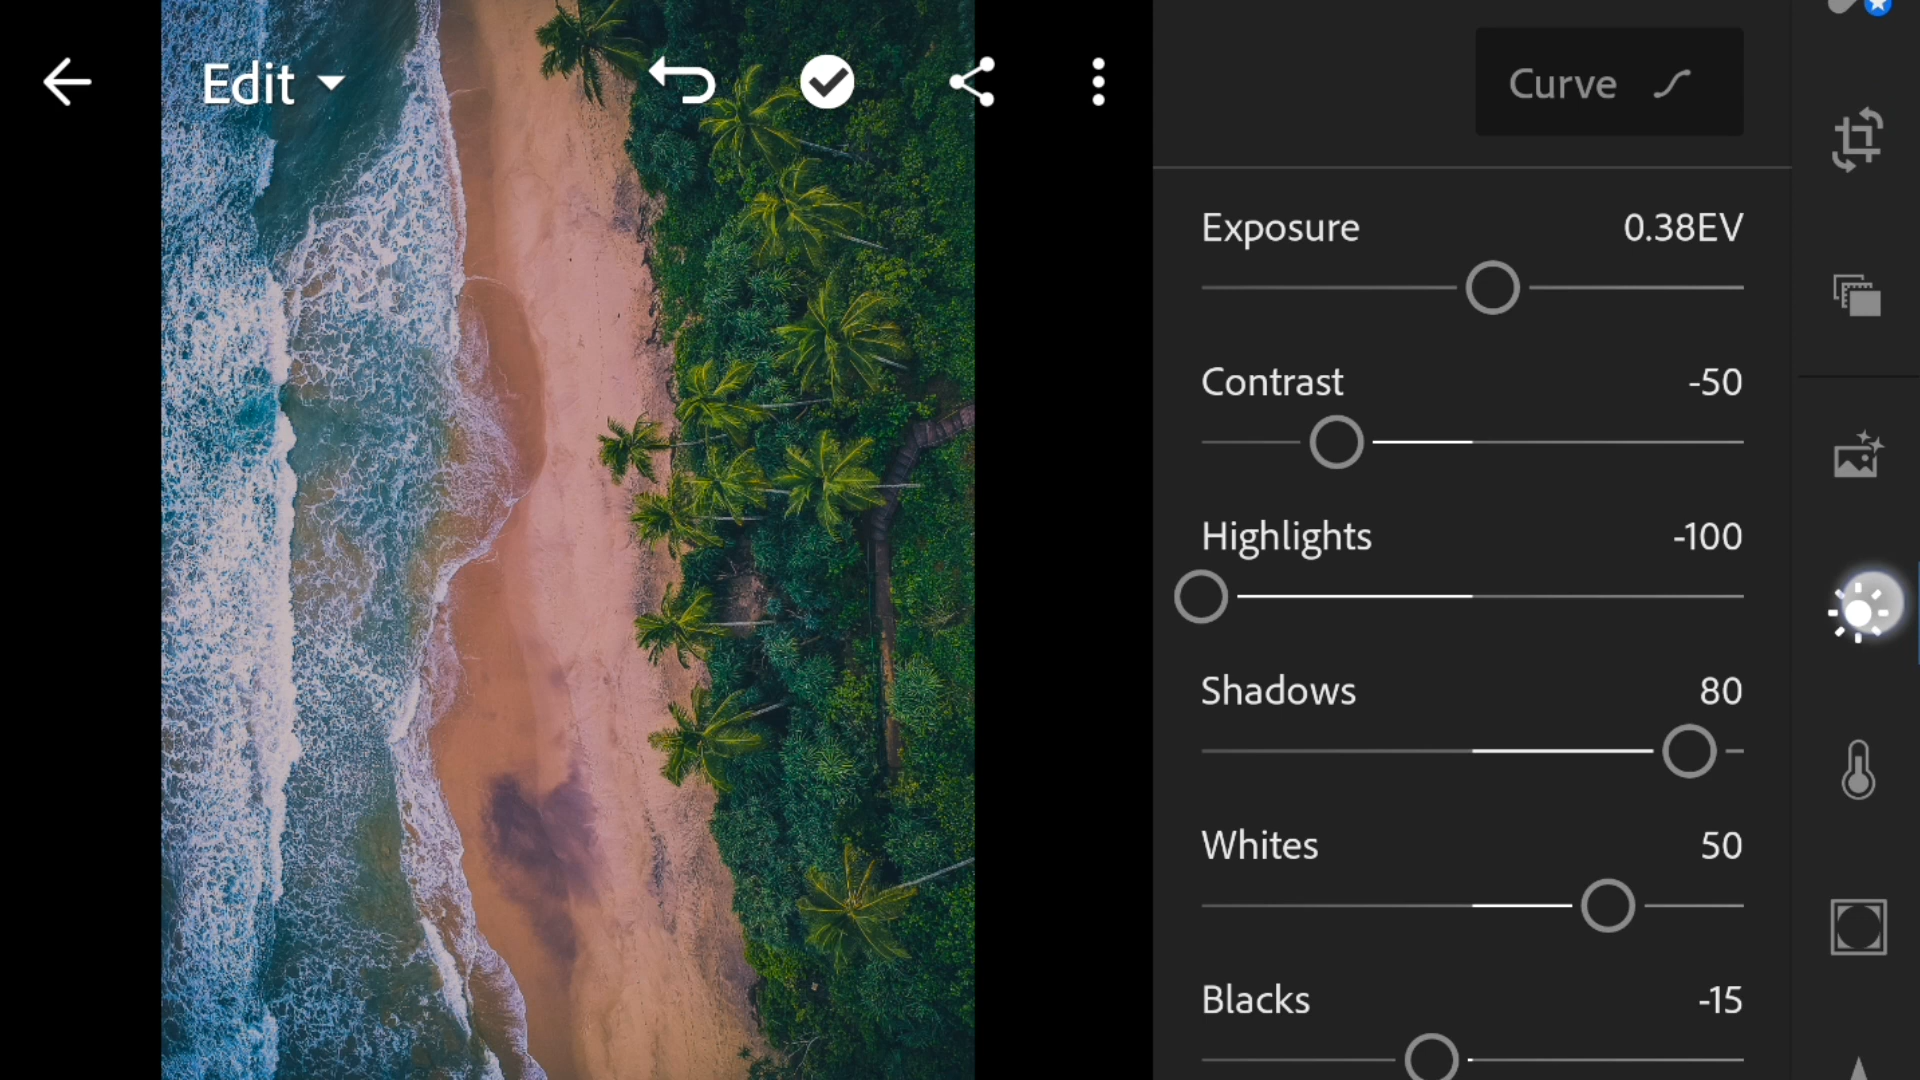 Edit
Curve
Exposure 0.38EV
Contrast -50
Highlights -100
Shadows 80
Whites 50
Blacks -15